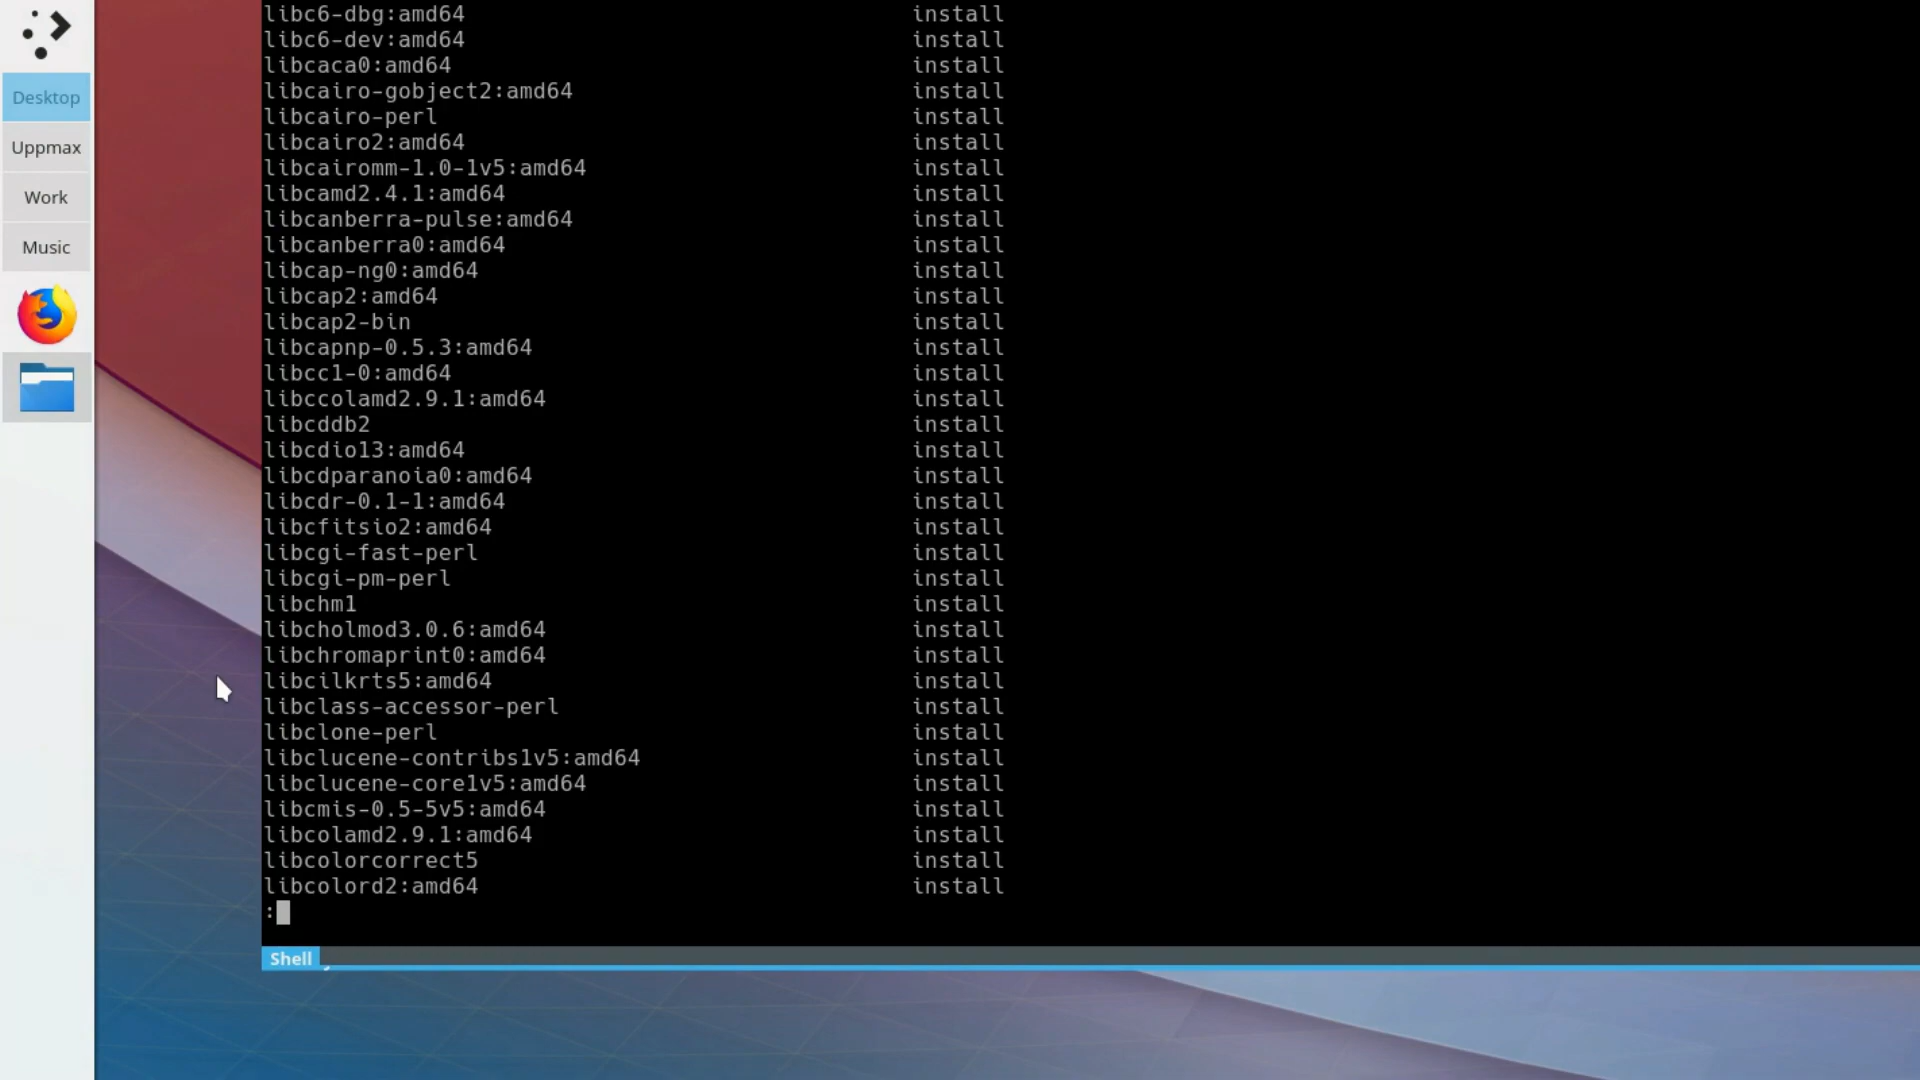 Desktop
Uppmax
Work
Music
libc6-dbg:amd64 install
libc6-dev:amd64 install
libcaca0:amd64 install
libcairo-gobject2:amd64 install
libcairo-perl install
libcairo2:amd64 install
libcairomm-1.0-1v5:amd64 install
libcamd2.4.1:amd64 install
libcanberra-pulse:amd64 install
libcanberra0:amd64 install
libcap-ng0:amd64 install
libcap2:amd64 install
libcap2-bin install
libcapnp-0.5.3:amd64 install
libcc1-0:amd64 install
libccolamd2.9.1:amd64 install
libcddb2 install
libcdio13:amd64 install
libcdparanoia0:amd64 install
libcdr-0.1-1:amd64 install
libcfitsio2:amd64 install
libcgi-fast-perl install
libcgi-pm-perl install
libchm1 install
libcholmod3.0.6:amd64 install
libchromaprint0:amd64 install
libcilkrts5:amd64 install
libclass-accessor-perl install
libclone-perl install
libclucene-contribs1v5:amd64 install
libclucene-core1v5:amd64 install
libcmis-0.5-5v5:amd64 install
libcolamd2.9.1:amd64 install
libcolorcorrect5 install
libcolord2:amd64 install
:
Shell